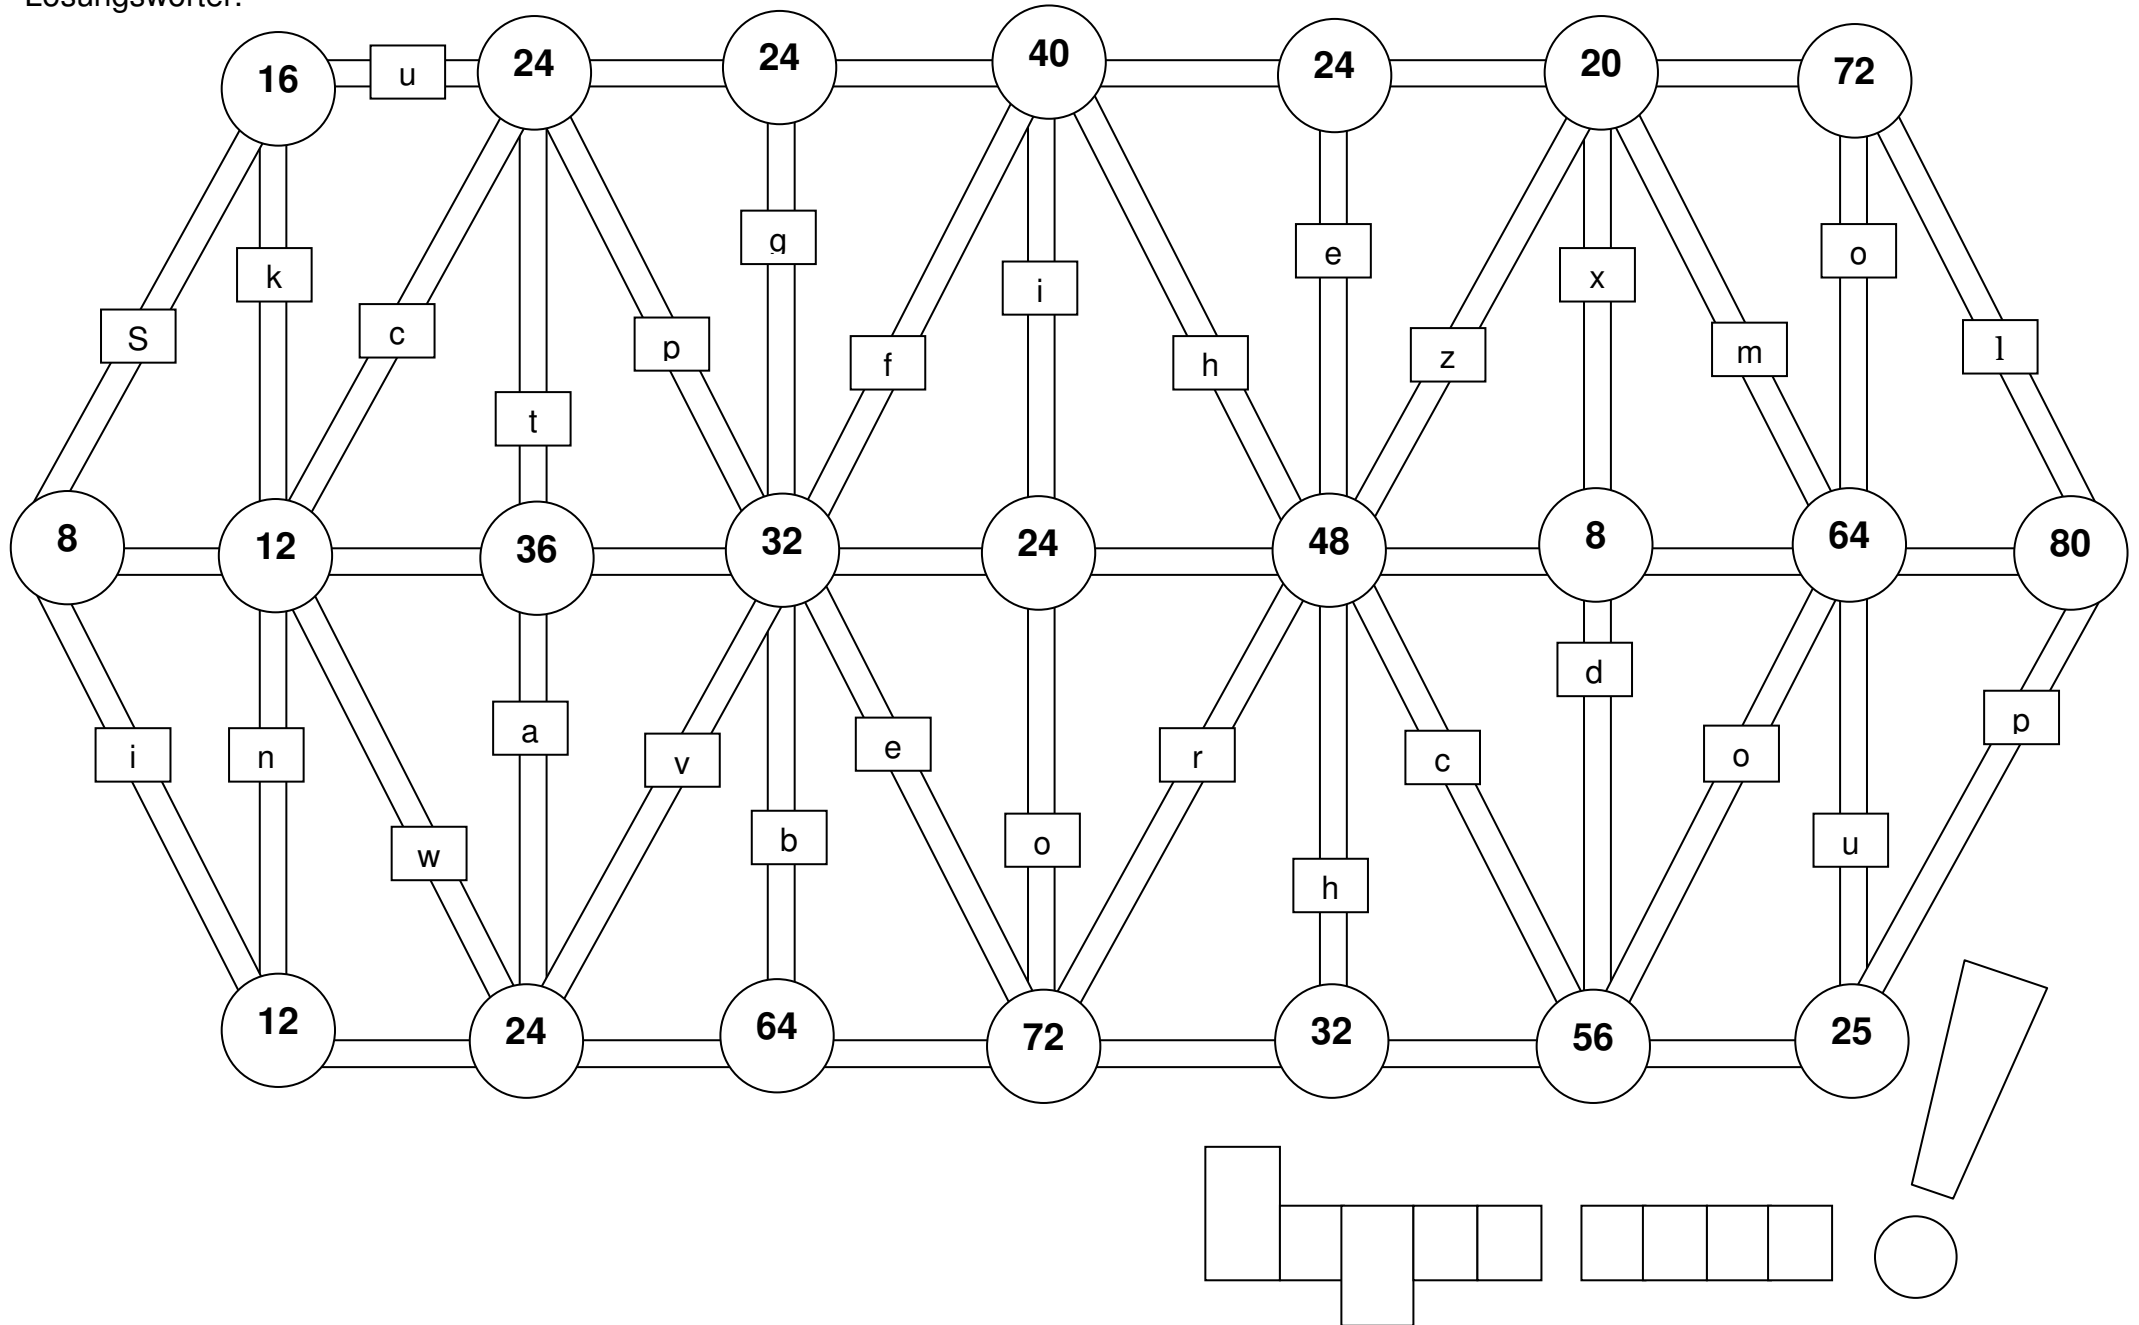 Lösungswörter:
16 u 24 24 40 24 20 72
g
e o
k x
i
c
S p z m l
f h
t
8 12 36 32 24 48 8 64 80
d
p
a
i n v e r c o
b o u
w
h
12 24 64 72 32 56 25